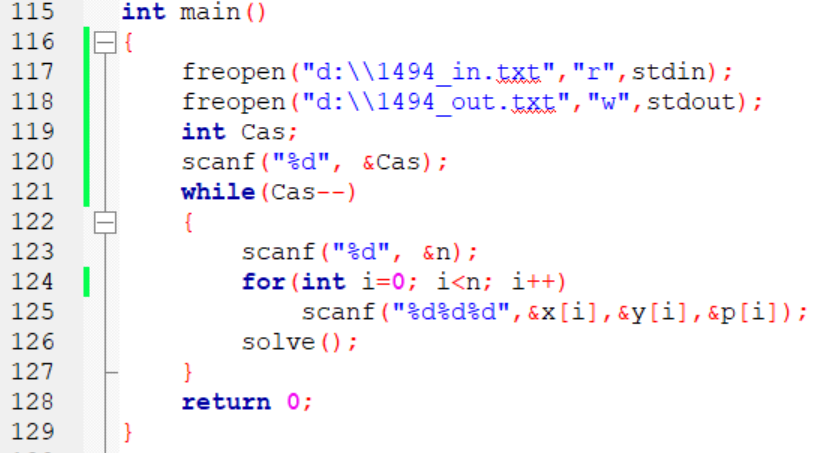 115 int main()
116 {
117 freopen("d:\\1494_in.txt","r",stdin);
118 freopen("d:\\1494_out.txt","w",stdout);
119 int Cas;
120 scanf("%d", &Cas);
121 while(Cas--)
122 {
123 scanf("%d", &n);
124 for(int i=0; i<n; i++)
125 scanf("%d%d%d",&x[i],&y[i],&p[i]);
126 solve();
127 }
128 return 0;
129 }